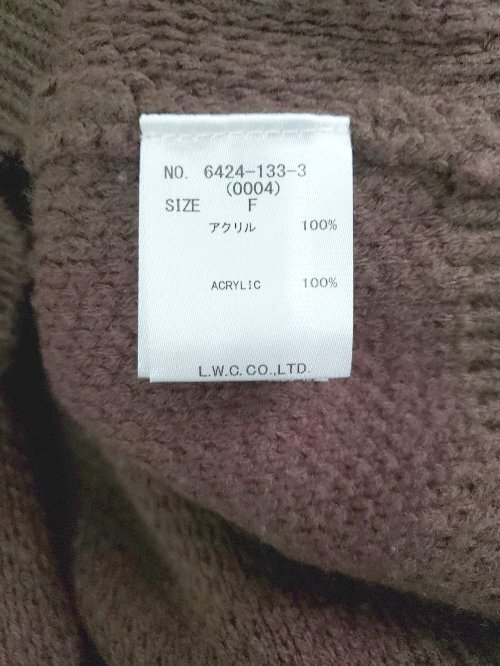 NO. 6424-133-3
(0004)
SIZE F
アクリル 100%
ACRYLIC 100%
L.W.C.CO.,LTD.